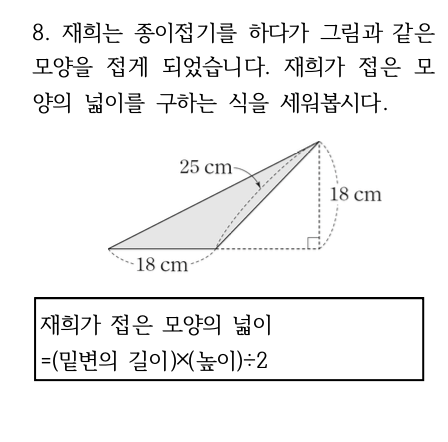 8. 재희는 종이접기를 하다가 그림과 같은
모양을 접게 되었습니다. 재희가 접은 모
양의 넓이를 구하는 식을 세워봅시다.
25 cm
18 cm
18 cm
재희가 접은 모양의 넓이
=(밑변의 길이)×(높이)÷2